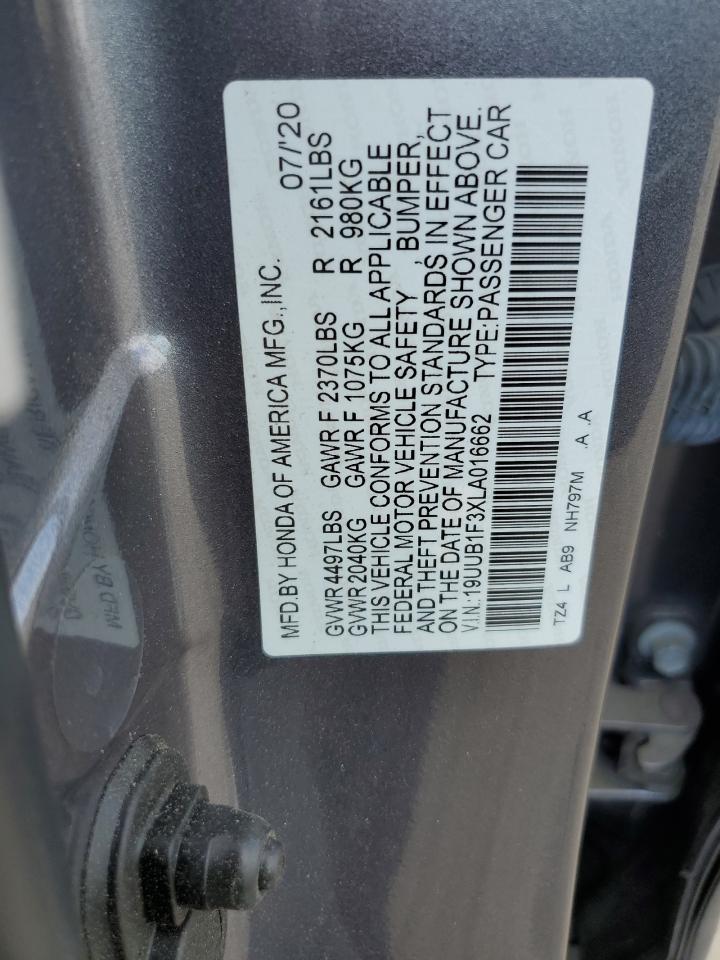 MFD.BY HONDA OF AMERICA MFG.,INC. 07/'20
GVWR 4497LBS GAWR F 2370LBS R 2161LBS
GVWR 2040KG GAWR F 1075KG R 980KG
THIS VEHICLE CONFORMS TO ALL APPLICABLE
FEDERAL MOTOR VEHICLE SAFETY , BUMPER,
AND THEFT PREVENTION STANDARDS, IN EFFECT
ON THE DATE OF MANUFACTURE SHOWN ABOVE.
V.I.N.:19UUB1F3XLA016662 TYPE:PASSENGER CAR
TZ4 L AB9 NH797M .A .A